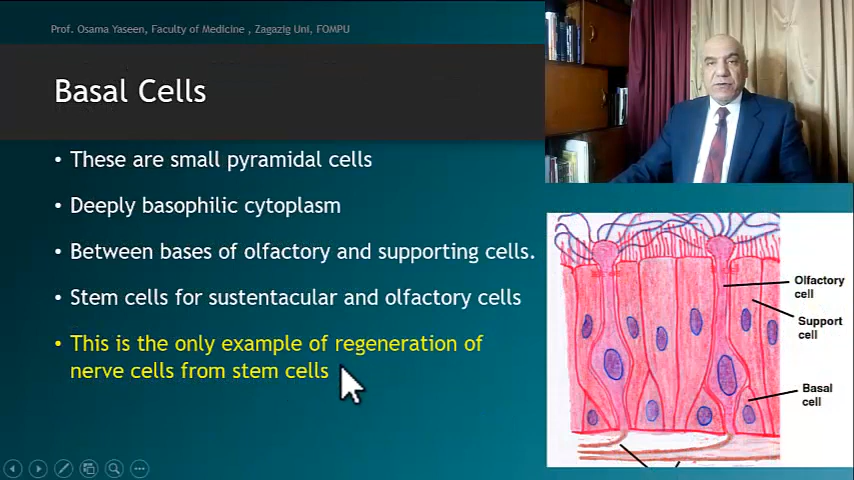 Prof. Osama Yaseen, Faculty of Medicine , Zagazig Uni, FOMPU
Basal Cells
• These are small pyramidal cells
• Deeply basophilic cytoplasm
• Between bases of olfactory and supporting cells.
• Stem cells for sustentacular and olfactory cells
• This is the only example of regeneration of
nerve cells from stem cells
Olfactory
cell
Support
cell
Basal
cell